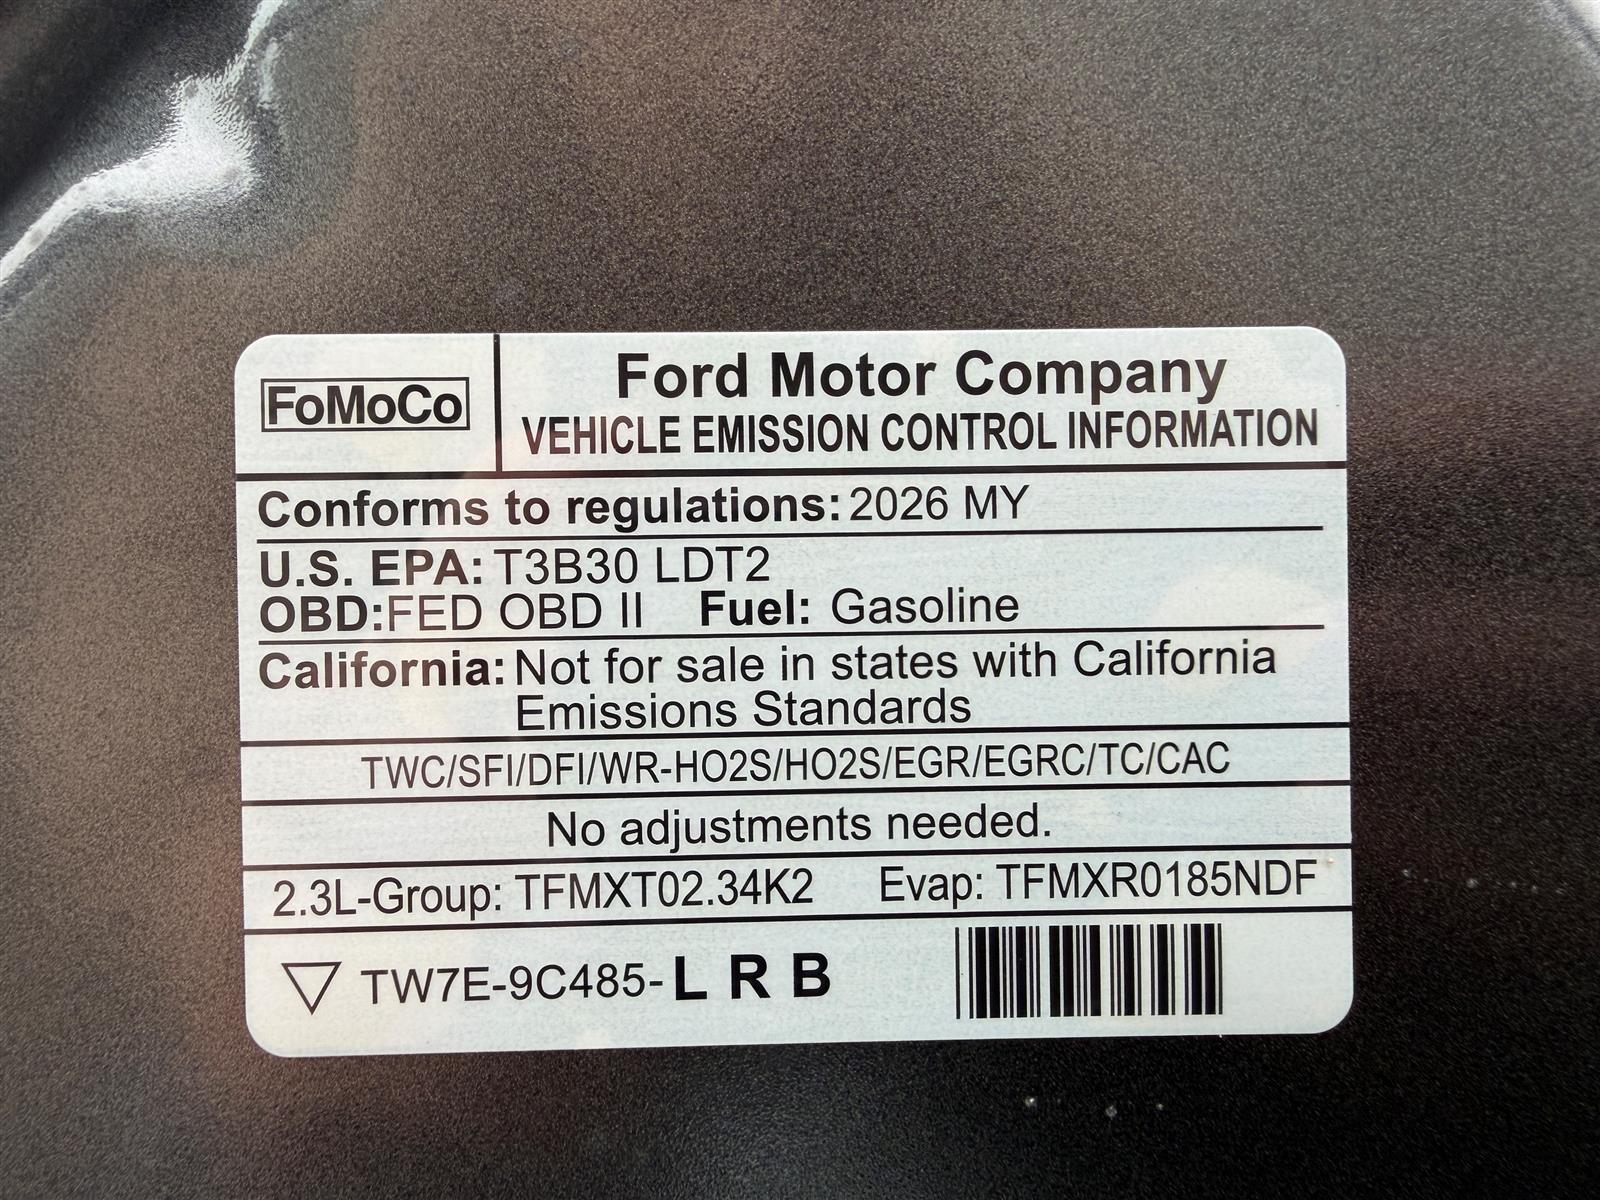 FoMoCo
Ford Motor Company
VEHICLE EMISSION CONTROL INFORMATION
Conforms to regulations: 2026 MY
U.S. EPA: T3B30 LDT2
OBD:FED OBD II Fuel: Gasoline
California: Not for sale in states with California
Emissions Standards
TWC/SFI/DFI/WR-HO2S/HO2S/EGR/EGRC/TC/CAC
No adjustments needed.
2.3L-Group: TFMXT02.34K2 Evap: TFMXR0185NDF
TW7E-9C485-L R B